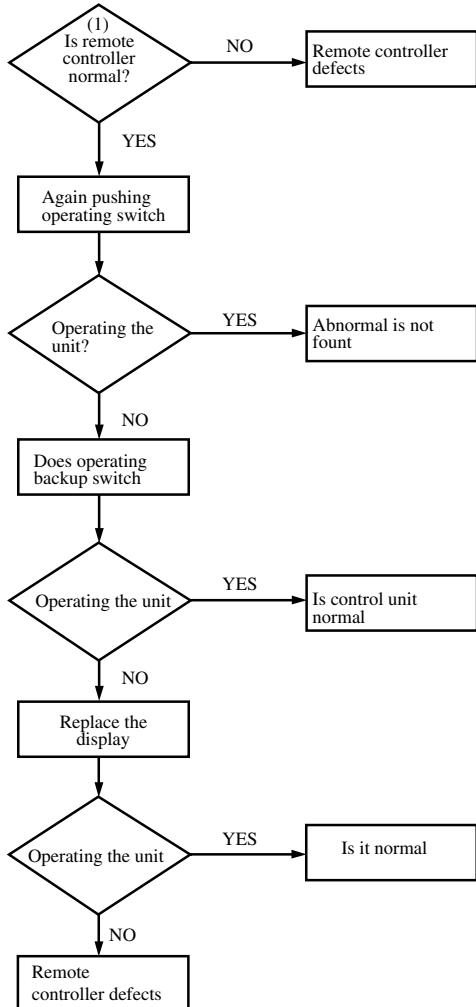 (1)
Is remote
controller
normal?
NO
Remote controller
defects
YES
Again pushing
operating switch
Operating the
unit?
YES
Abnormal is not
fount
NO
Does operating
backup switch
Operating the unit
YES
Is control unit
normal
NO
Replace the
display
Operating the unit
YES
Is it normal
NO
Remote
controller defects